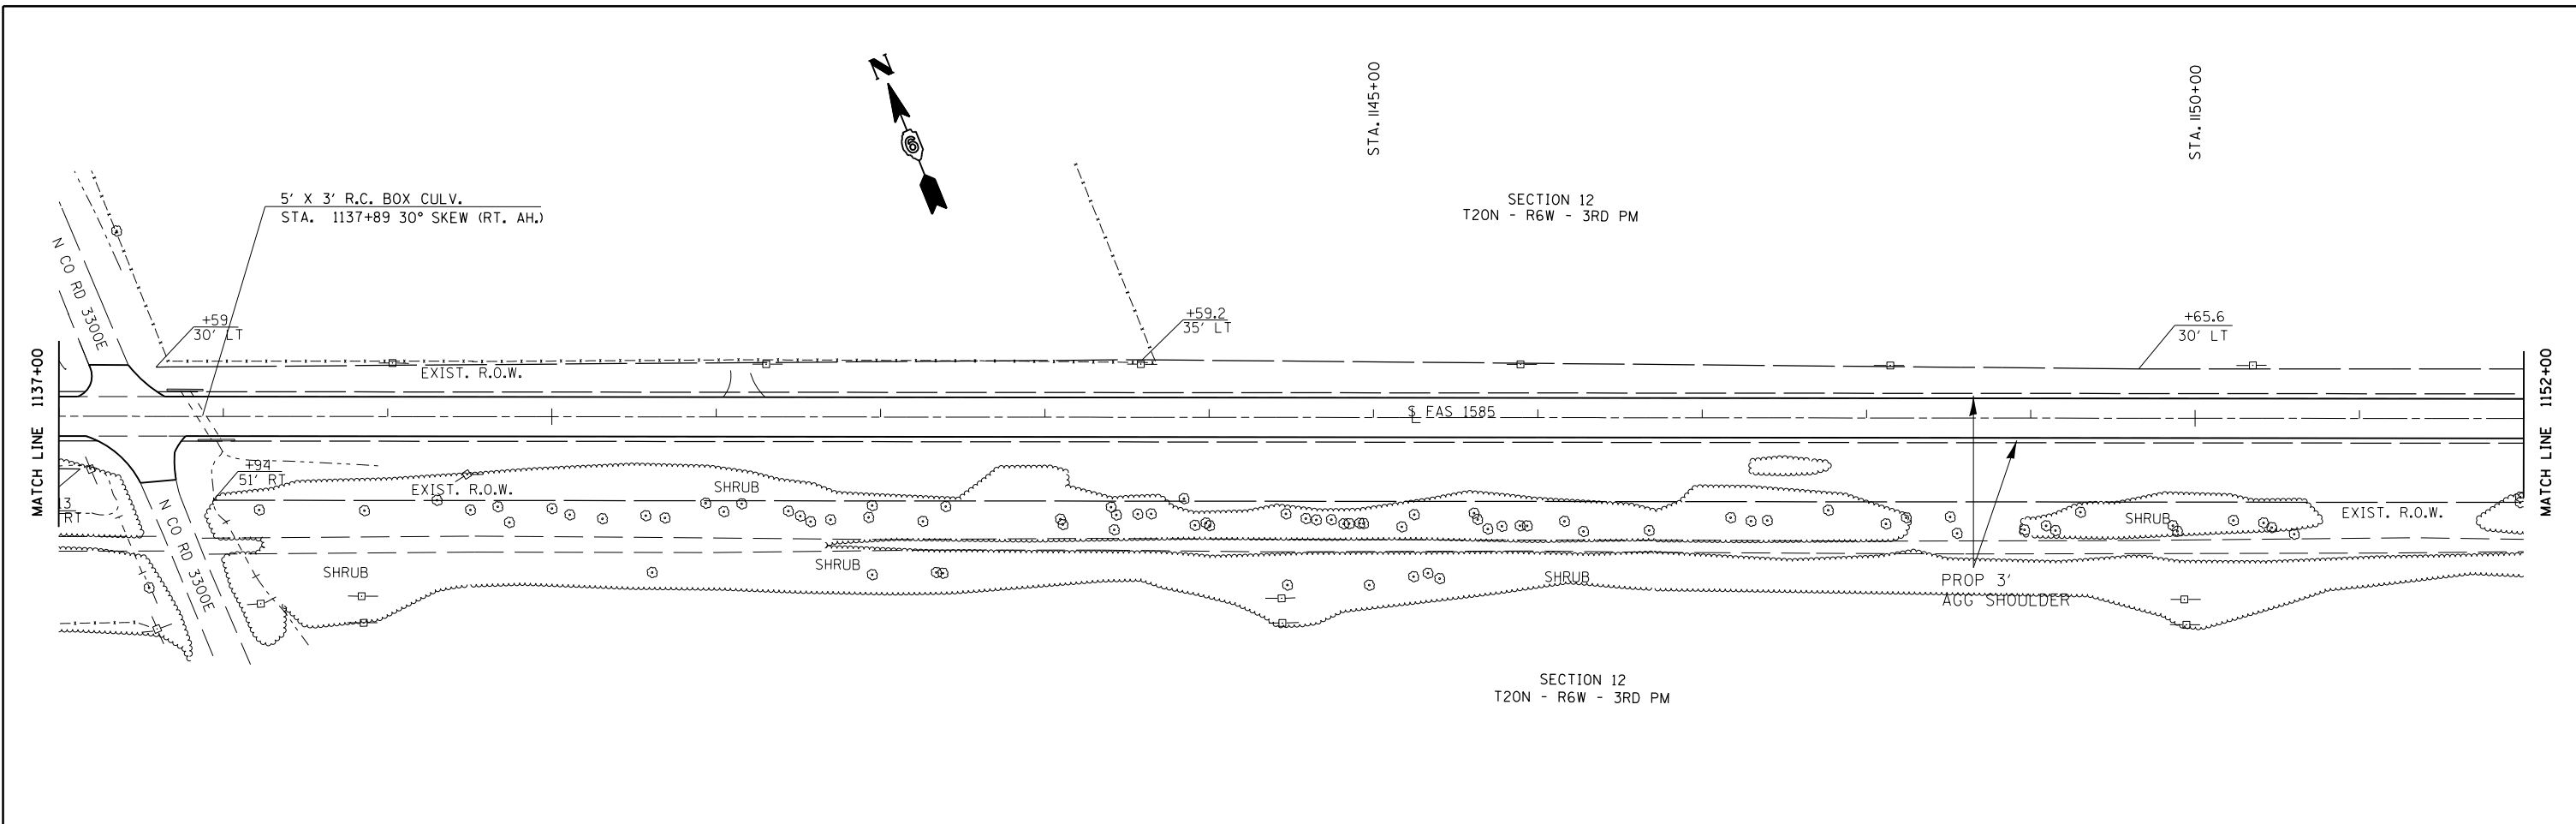 N
6
STA. 1145+00
STA. 1150+00
5' X 3' R.C. BOX CULV.
STA. 1137+89 30° SKEW (RT. AH.)
SECTION 12
T20N - R6W - 3RD PM
N CO RD 3300E
+59
30' LT
+59.2
35' LT
+65.6
30' LT
MATCH LINE 1137+00
EXIST. R.O.W.
℄ FAS 1585
MATCH LINE 1152+00
+94
51' RT
EXIST. R.O.W.
SHRUB
13
RT
N CO RD 3300E
SHRUB
EXIST. R.O.W.
SHRUB
SHRUB
SHRUB
PROP 3'
AGG SHOULDER
SECTION 12
T20N - R6W - 3RD PM